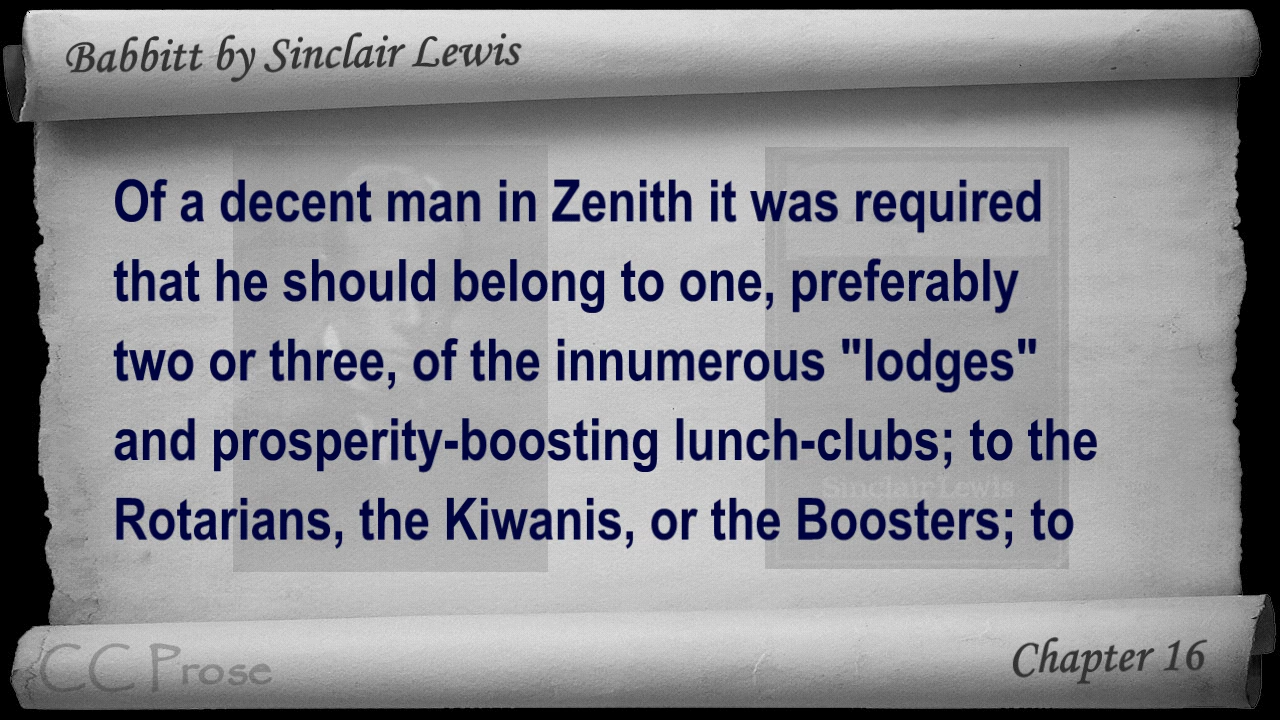 Babbitt by Sinclair Lewis
Of a decent man in Zenith it was required
that he should belong to one, preferably
two or three, of the innumerous "lodges"
and prosperity-boosting lunch-clubs; to the
Sinclair Lewis
Rotarians, the Kiwanis, or the Boosters; to
CC Prose
Chapter 16